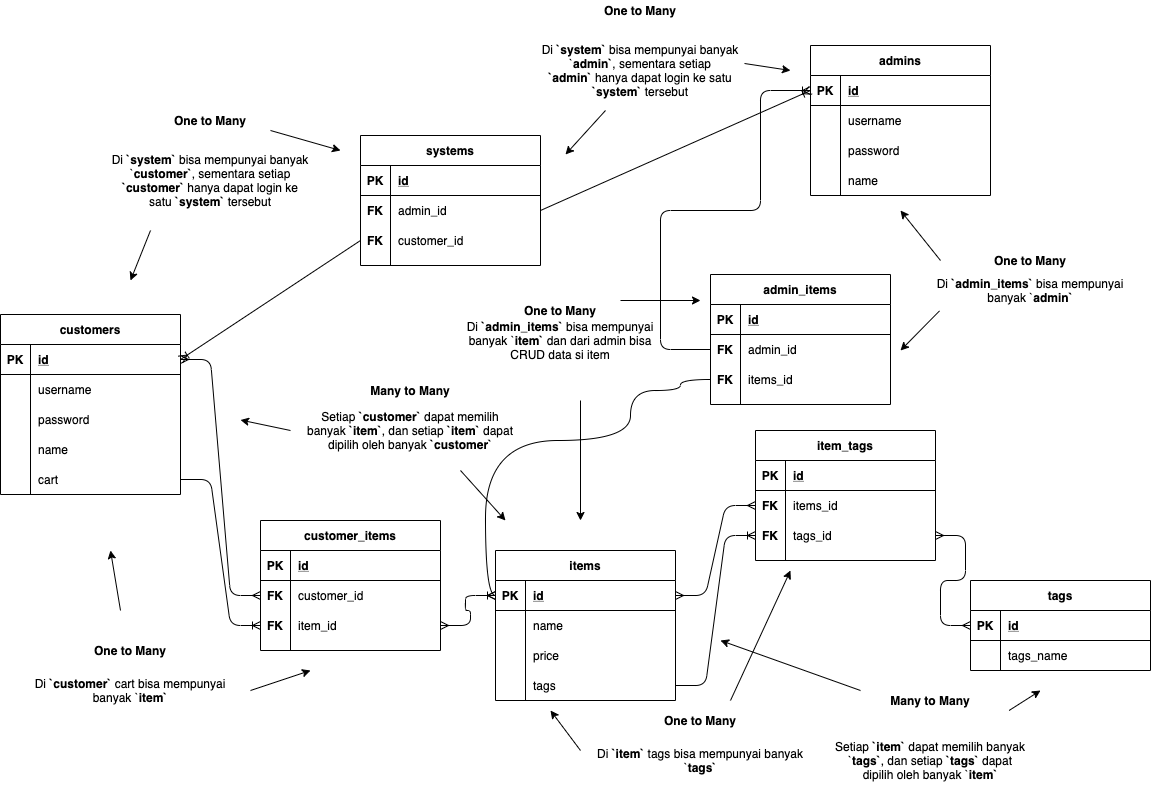 One to Many
Di `system` bisa mempunyai banyak
`admin`, sementara setiap
`admin` hanya dapat login ke satu
`system` tersebut
admins
PK id
username
password
name
One to Many
Di `system` bisa mempunyai banyak
`customer`, sementara setiap
`customer` hanya dapat login ke
satu `system` tersebut
systems
PK id
FK admin_id
FK customer_id
One to Many
Di `admin_items` bisa mempunyai
banyak `admin`
admin_items
PK id
FK admin_id
FK items_id
One to Many
Di `admin_items` bisa mempunyai
banyak `item` dan dari admin bisa
CRUD data si item
customers
PK id
username
password
name
cart
Many to Many
Setiap `customer` dapat memilih
banyak `item`, dan setiap `item` dapat
dipilih oleh banyak `customer`
item_tags
PK id
FK items_id
FK tags_id
customer_items
PK id
FK customer_id
FK item_id
items
PK id
name
price
tags
tags
PK id
tags_name
One to Many
Di `customer` cart bisa mempunyai
banyak `item`
One to Many
Di `item` tags bisa mempunyai banyak
`tags`
Many to Many
Setiap `item` dapat memilih banyak
`tags`, dan setiap `tags` dapat
dipilih oleh banyak `item`